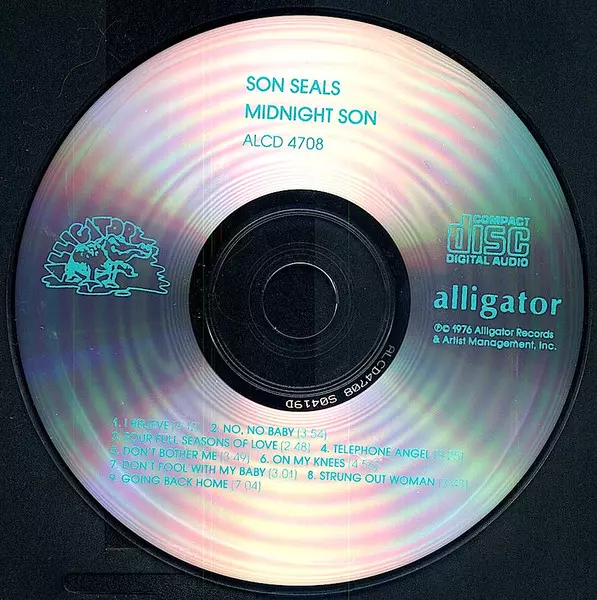 SON SEALS
MIDNIGHT SON
ALCD 4708
ALLIGATOR
COMPACT
disc
DIGITAL AUDIO
alligator
℗© 1976 Alligator Records
& Artist Management, Inc.
ALCD4708 S0419D
1. I BELIEVE 2. NO, NO BABY (3.54)
3. FOUR FULL SEASONS OF LOVE (2.48) 4. TELEPHONE ANGEL
5. DON'T BOTHER ME (3.49) 6. ON MY KNEES
7. DON'T FOOL WITH MY BABY (3.01) 8. STRUNG OUT WOMAN
9. GOING BACK HOME (7.04)